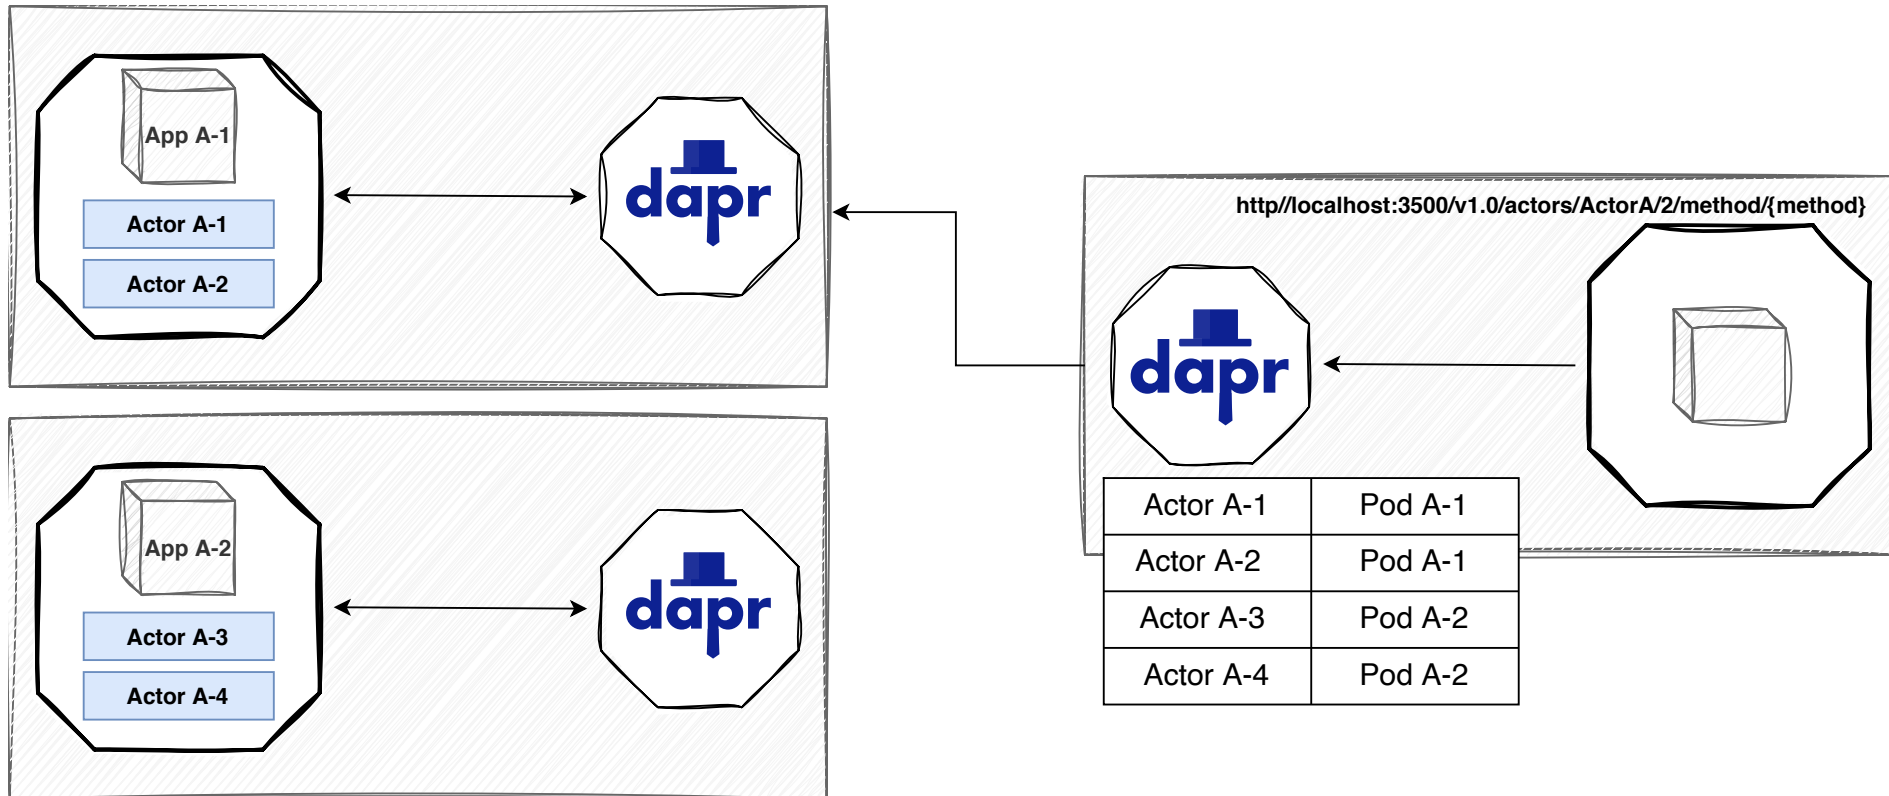 App A-1
Actor A-1
Actor A-2
dapr
App A-2
Actor A-3
Actor A-4
dapr
http//localhost:3500/v1.0/actors/ActorA/2/method/{method}
dapr
Actor A-1 Pod A-1
Actor A-2 Pod A-1
Actor A-3 Pod A-2
Actor A-4 Pod A-2